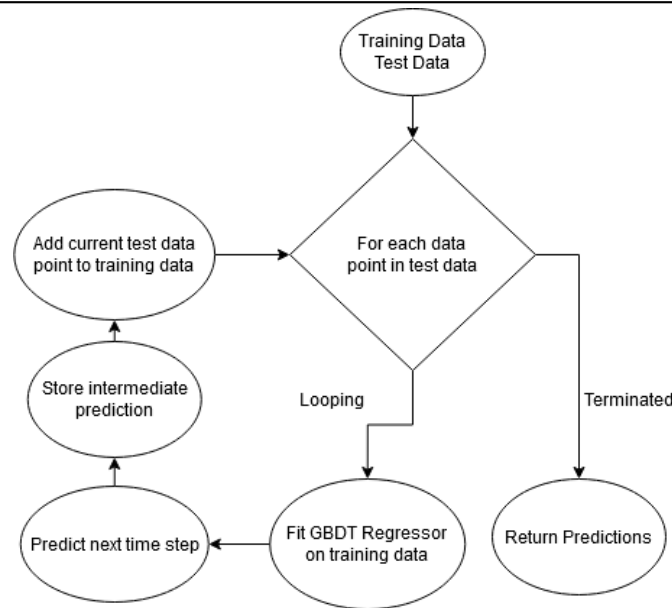 Training Data
Test Data
Add current test data
point to training data
For each data
point in test data
Store intermediate
prediction
Looping
Terminated
Predict next time step
Fit GBDT Regressor
on training data
Return Predictions